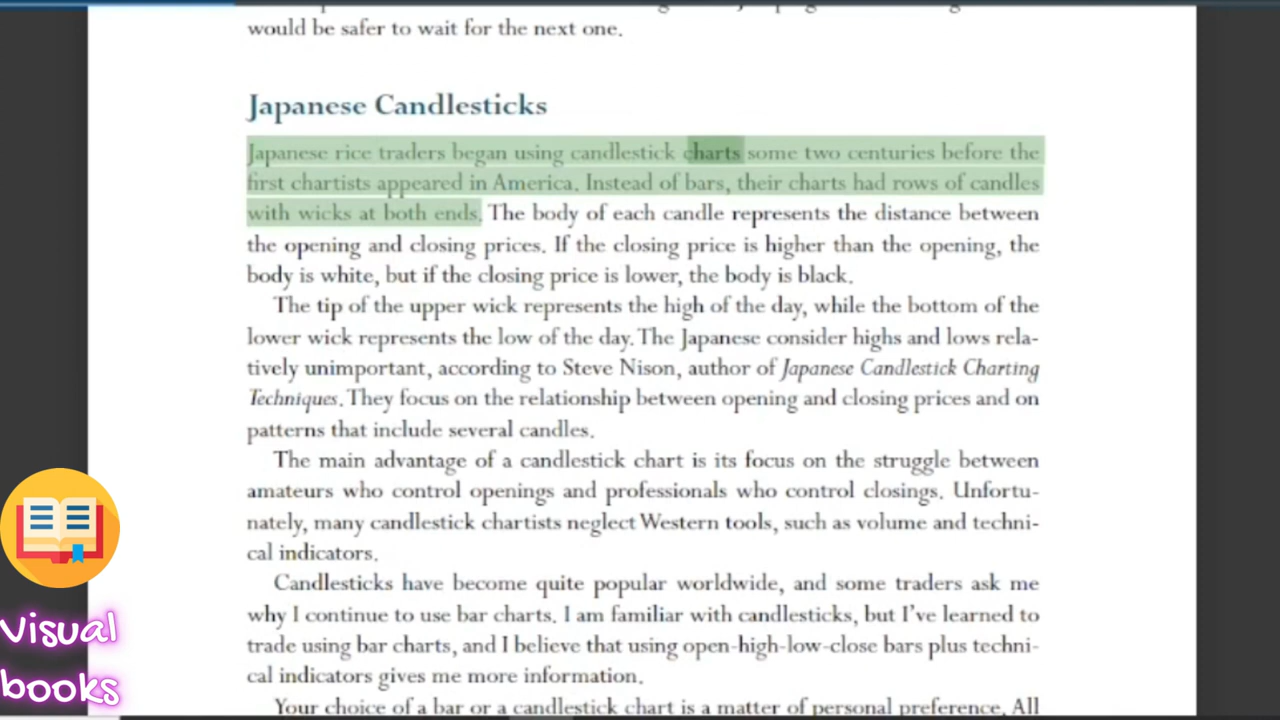 would be safer to wait for the next one.
Japanese Candlesticks
Japanese rice traders began using candlestick charts some two centuries before the
first chartists appeared in America. Instead of bars, their charts had rows of candles
with wicks at both ends. The body of each candle represents the distance between
the opening and closing prices. If the closing price is higher than the opening, the
body is white, but if the closing price is lower, the body is black.
The tip of the upper wick represents the high of the day, while the bottom of the
lower wick represents the low of the day. The Japanese consider highs and lows rela-
tively unimportant, according to Steve Nison, author of Japanese Candlestick Charting
Techniques. They focus on the relationship between opening and closing prices and on
patterns that include several candles.
The main advantage of a candlestick chart is its focus on the struggle between
amateurs who control openings and professionals who control closings. Unfortu-
nately, many candlestick chartists neglect Western tools, such as volume and techni-
cal indicators.
Candlesticks have become quite popular worldwide, and some traders ask me
why I continue to use bar charts. I am familiar with candlesticks, but I've learned to
trade using bar charts, and I believe that using open-high-low-close bars plus techni-
cal indicators gives me more information.
Your choice of a bar or a candlestick chart is a matter of personal preference. All
Visual
books